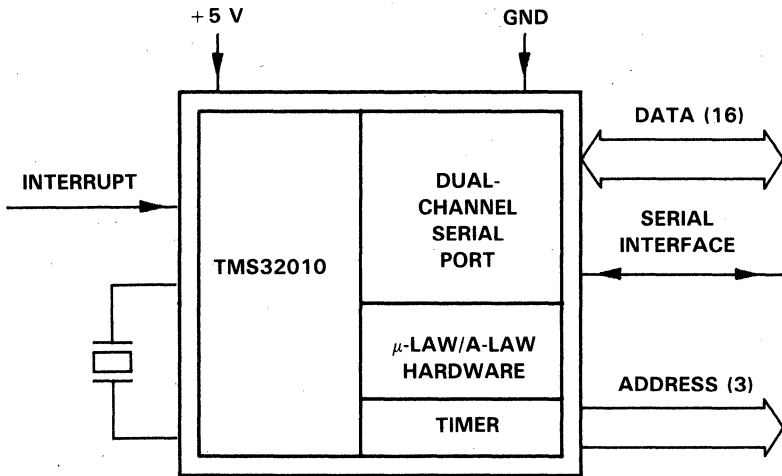 +5 V
GND
DATA (16)
INTERRUPT
DUAL-
CHANNEL
SERIAL
PORT
SERIAL
INTERFACE
TMS32010
μ-LAW/A-LAW
HARDWARE
ADDRESS (3)
TIMER